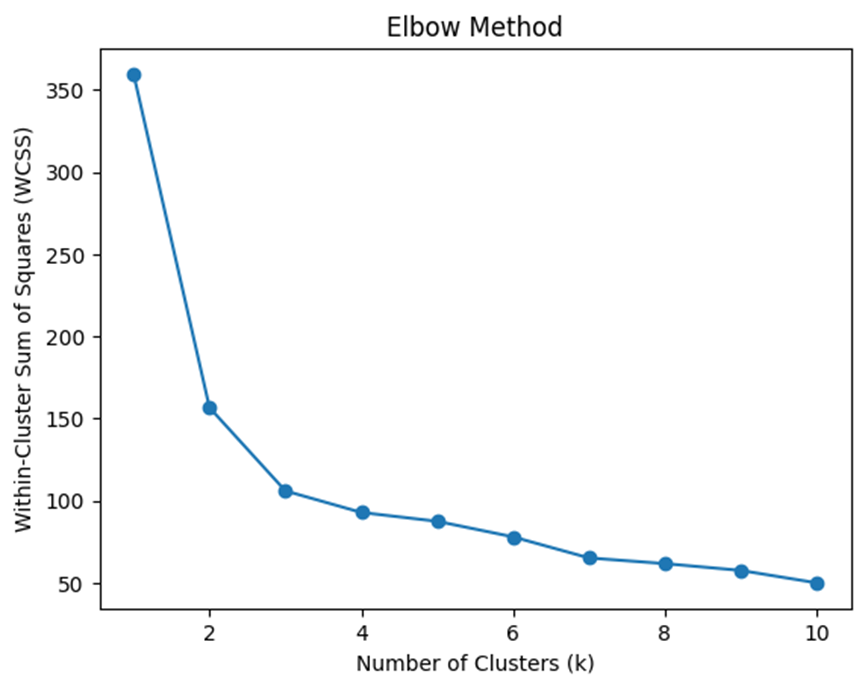 Elbow Method
Within-Cluster Sum of Squares (WCSS)
350
300
250
200
150
100
50
2 4 6 8 10
Number of Clusters (k)